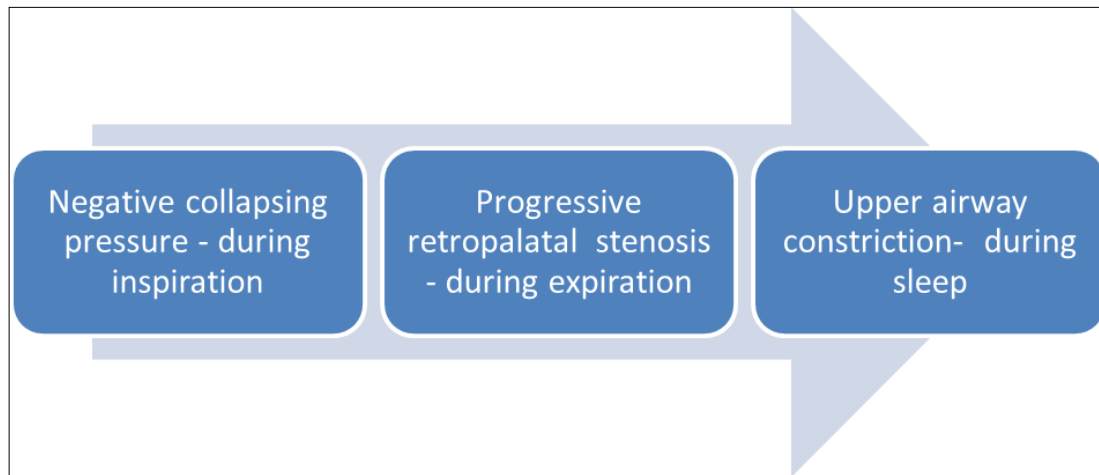 Negative collapsing
pressure - during
inspiration
Progressive
retropalatal stenosis
- during expiration
Upper airway
constriction- during
sleep